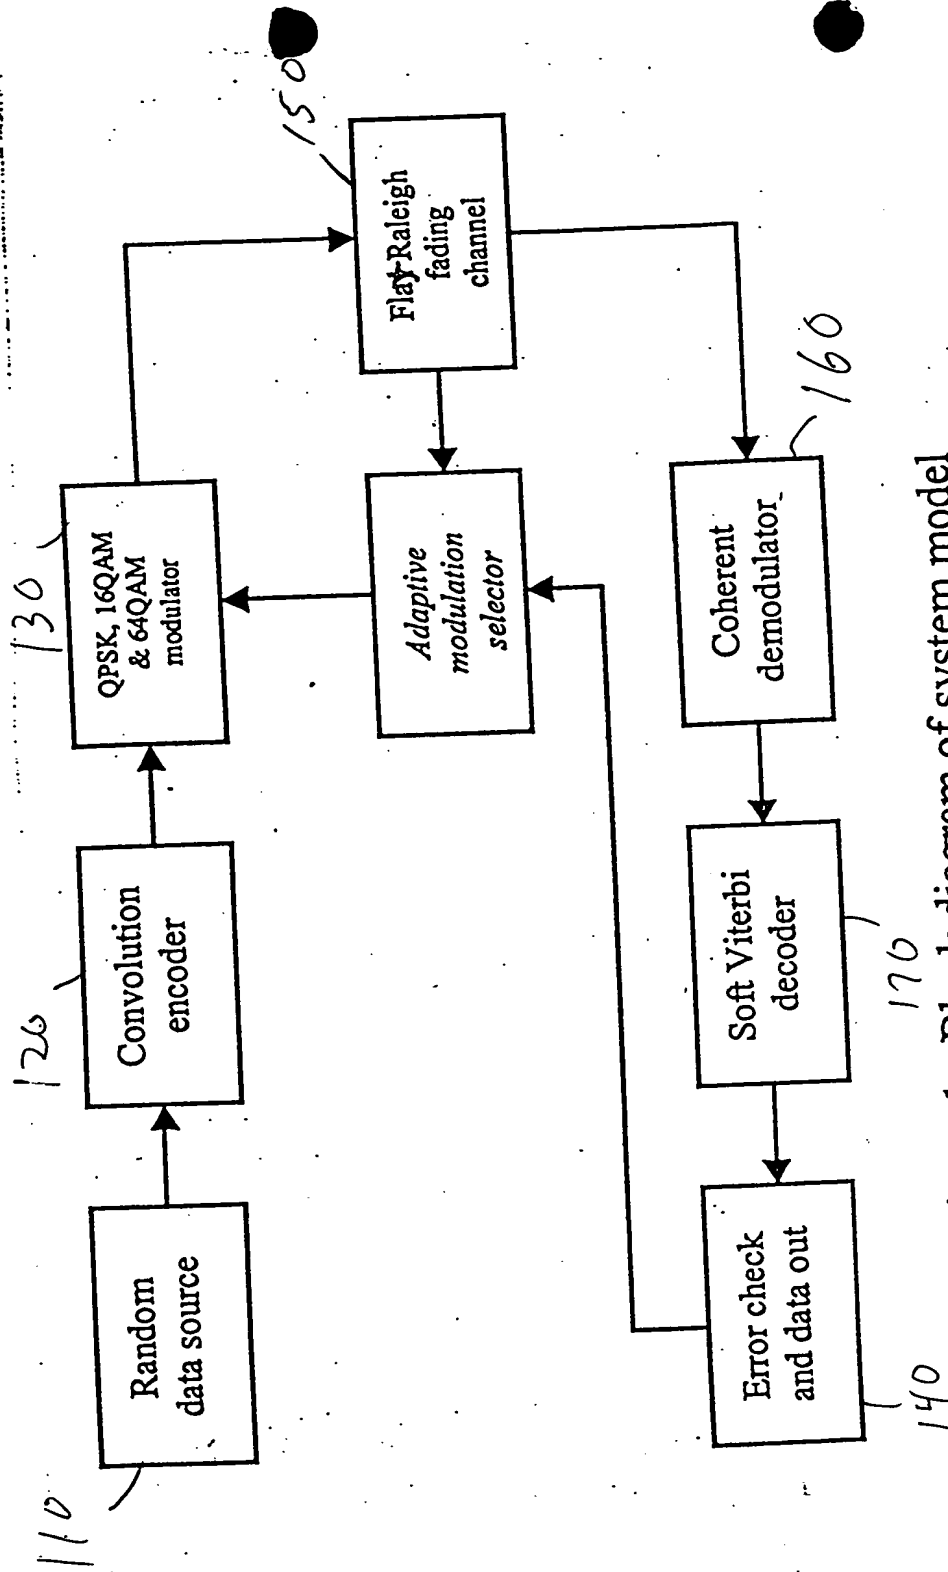 110
Random
data source
120
Convolution
encoder
130
QPSK, 16QAM
& 64QAM
modulator
150
Flat Raleigh
fading
channel
Adaptive
modulation
selector
140
Error check
and data out
170
Soft Viterbi
decoder
160
Coherent
demodulator
Block diagram of system model